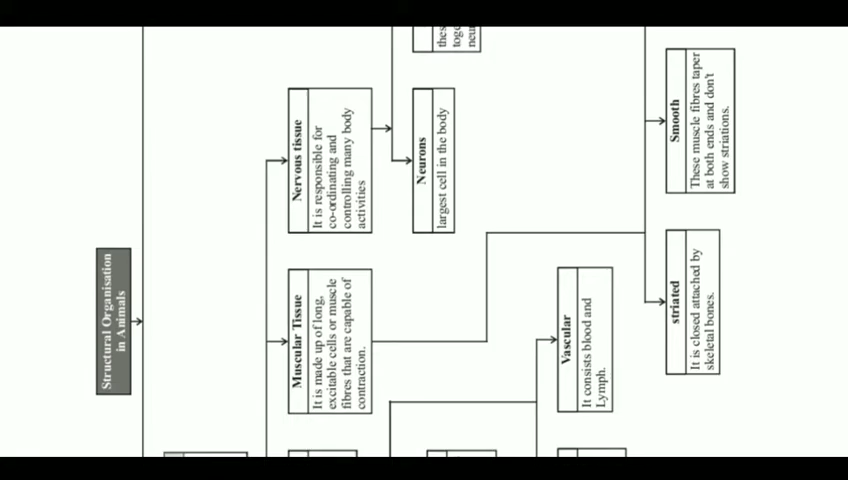 Structural Organisation
in Animals
Muscular Tissue
It is made up of long,
excitable cells or muscle
fibres that are capable of
contraction.
Nervous tissue
It is responsible for
co-ordinating and
controlling many body
activities
Neurons
largest cell in the body
Vascular
It consists blood and
Lymph.
striated
It is closed attached by
skeletal bones.
Smooth
These muscle fibres taper
at both ends and don't
show striations.